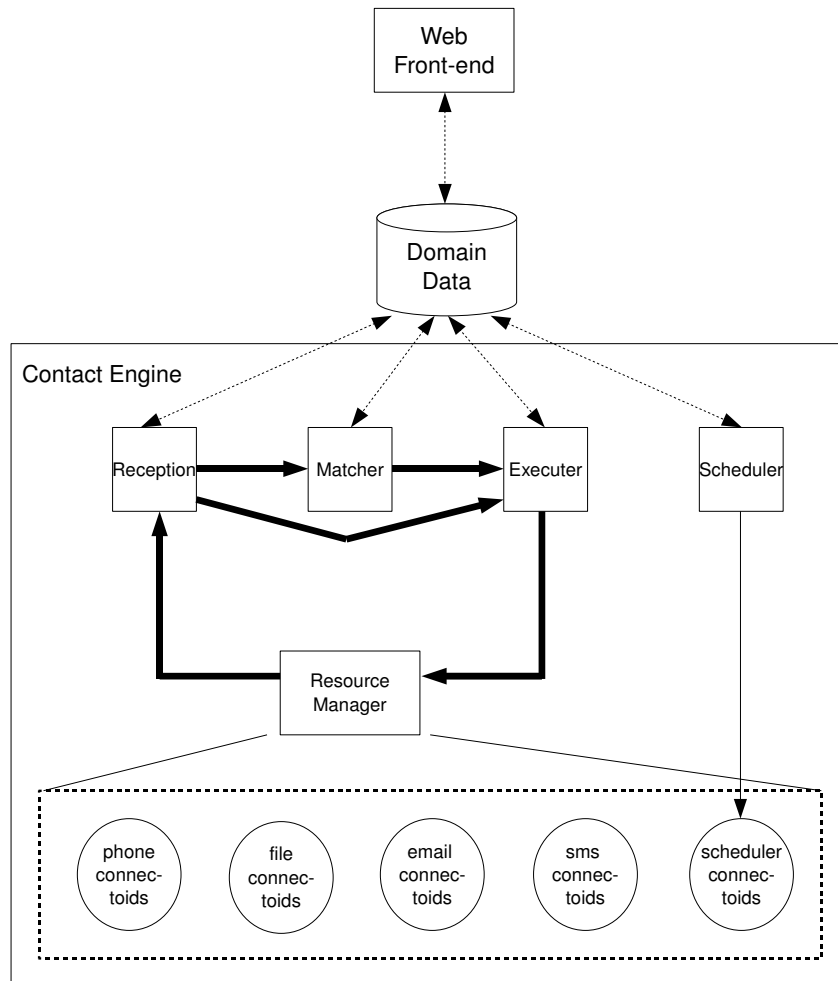 Web
Front-end
Domain
Data
Contact Engine
Reception
Matcher
Executer
Scheduler
Resource
Manager
phone
connec-
toids
file
connec-
toids
email
connec-
toids
sms
connec-
toids
scheduler
connec-
toids